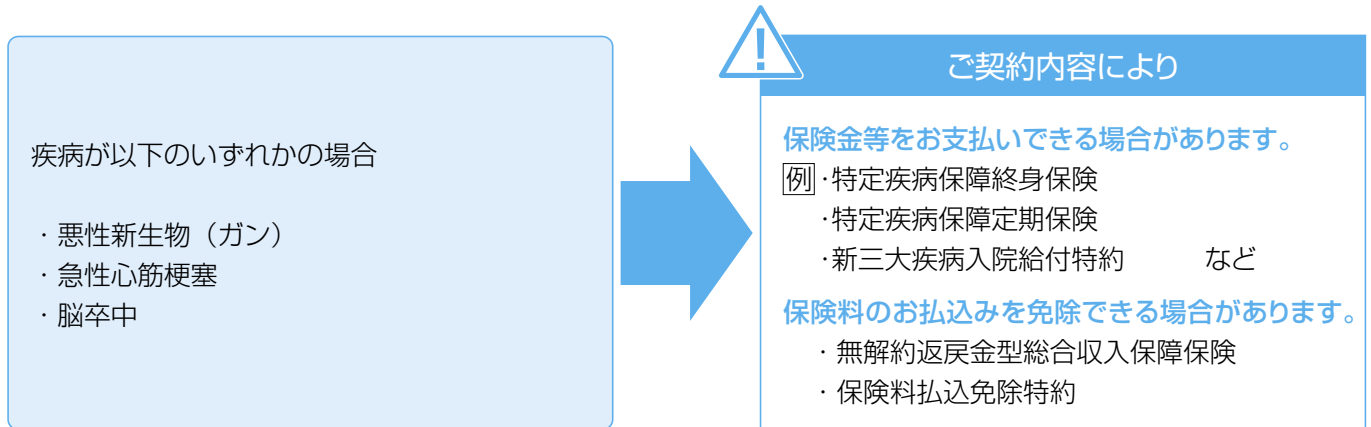 疾病が以下のいずれかの場合
・悪性新生物（ガン）
・急性心筋梗塞
・脳卒中
!
ご契約内容により
保険金等をお支払いできる場合があります。
例・特定疾病保障終身保険
・特定疾病保障定期保険
・新三大疾病入院給付特約　など
保険料のお払込みを免除できる場合があります。
・無解約返戻金型総合収入保障保険
・保険料払込免除特約